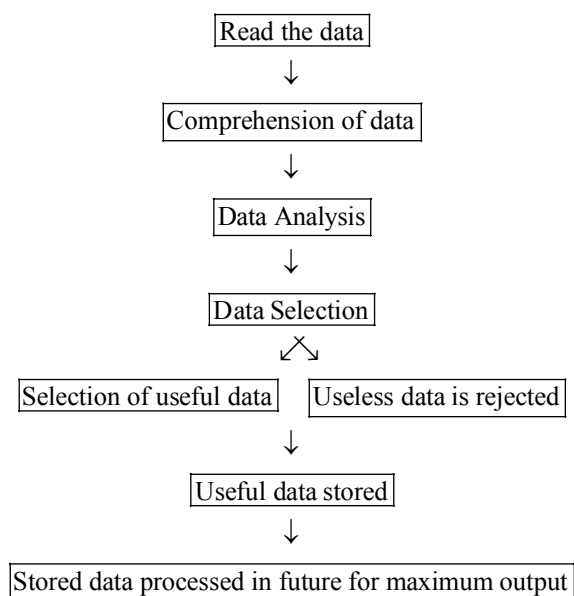 Read the data
↓
Comprehension of data
↓
Data Analysis
↓
Data Selection
Selection of useful data
Useless data is rejected
↓
Useful data stored
↓
Stored data processed in future for maximum output